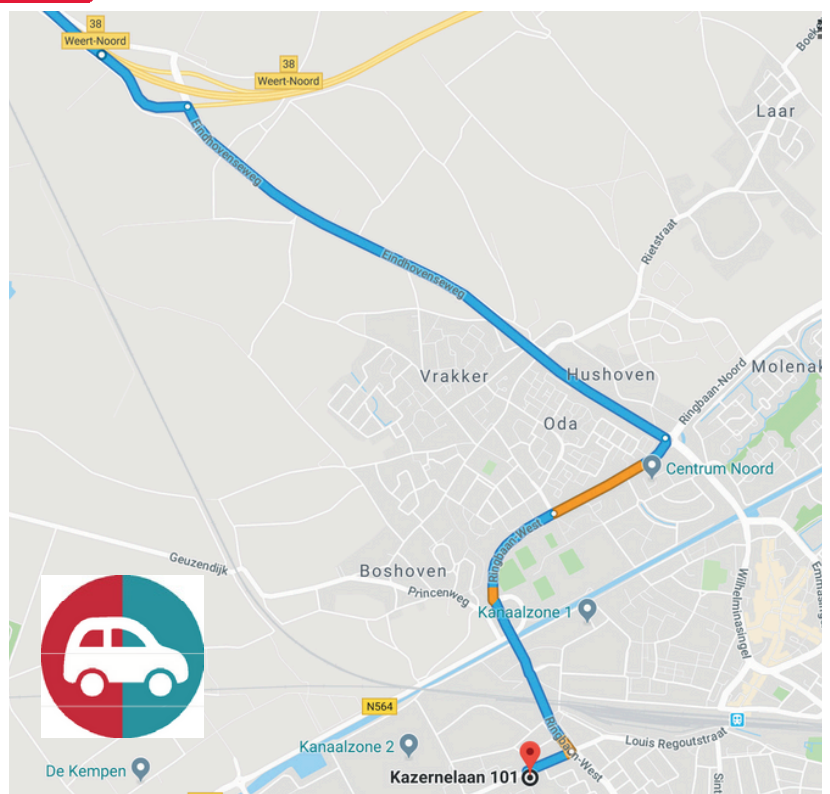 38
Weert-Noord
38
Weert-Noord
Laar
Eindhovenseweg
Rietstraat
Eindhovenseweg
Vrakker
Hushoven
Ringbaan-Noord
Oda
Centrum Noord
Ringbaan-West
Geuzendijk
Boshoven
Princenweg
Kanaalzone 1
Wilhelminasingel
N564
Kanaalzone 2
Ringbaan-West
Louis Regoutstraat
De Kempen
Kazernelaan 101